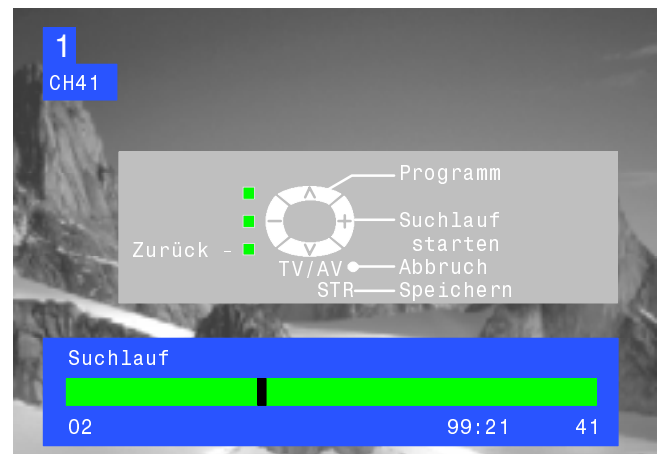 1
CH41
Programm
Suchlauf
starten
Zurück -
TV/AV Abbruch
STR Speichern
Suchlauf
02 99:21 41